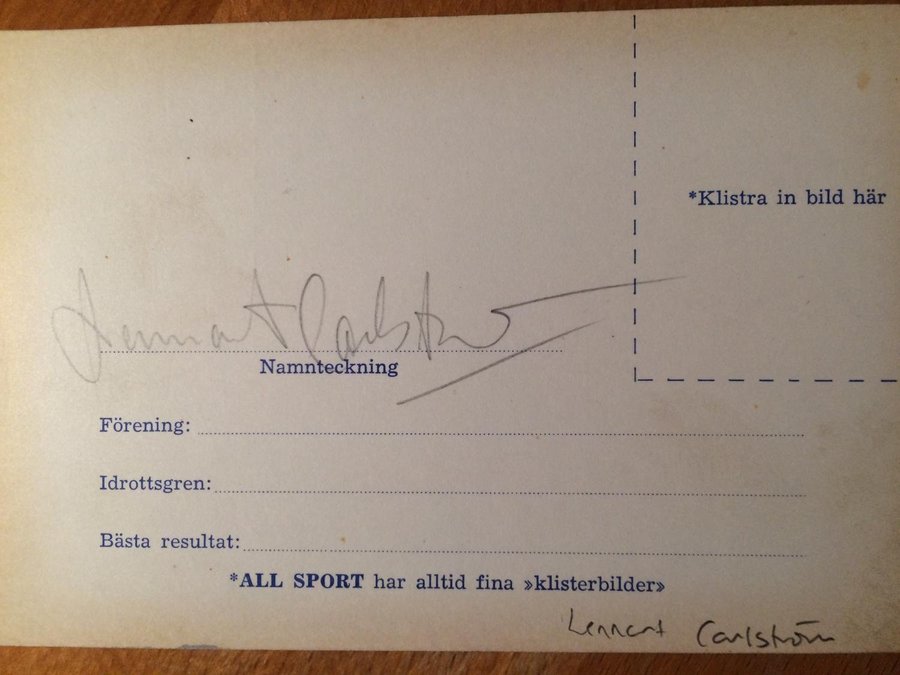 *Klistra in bild här
Lennart Carlström
Namnteckning
Förening:
Idrottsgren:
Bästa resultat:
*ALL SPORT har alltid fina »klisterbilder»
Lennart Carlström